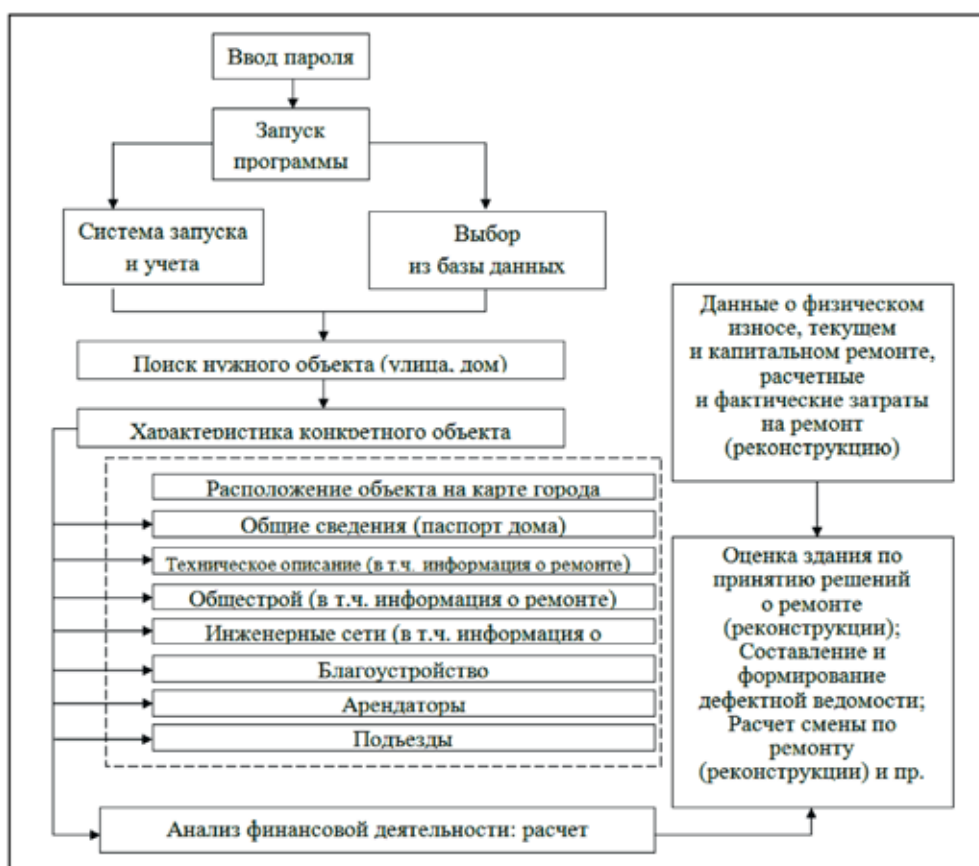 Ввод пароля
Запуск
программы
Система запуска
и учета
Выбор
из базы данных
Поиск нужного объекта (улица, дом)
Характеристика конкретного объекта
Расположение объекта на карте города
Общие сведения (паспорт дома)
Техническое описание (в т.ч. информация о ремонте)
Общестрой (в т.ч. информация о ремонте)
Инженерные сети (в т.ч. информация о
Благоустройство
Арендаторы
Подъезды
Анализ финансовой деятельности: расчет
Данные о физическом
износе, текущем
и капитальном ремонте,
расчетные
и фактические затраты
на ремонт
(реконструкцию)
Оценка здания по
принятию решений
о ремонте
(реконструкции);
Составление и
формирование
дефектной ведомости;
Расчет смены по
ремонту
(реконструкции) и пр.